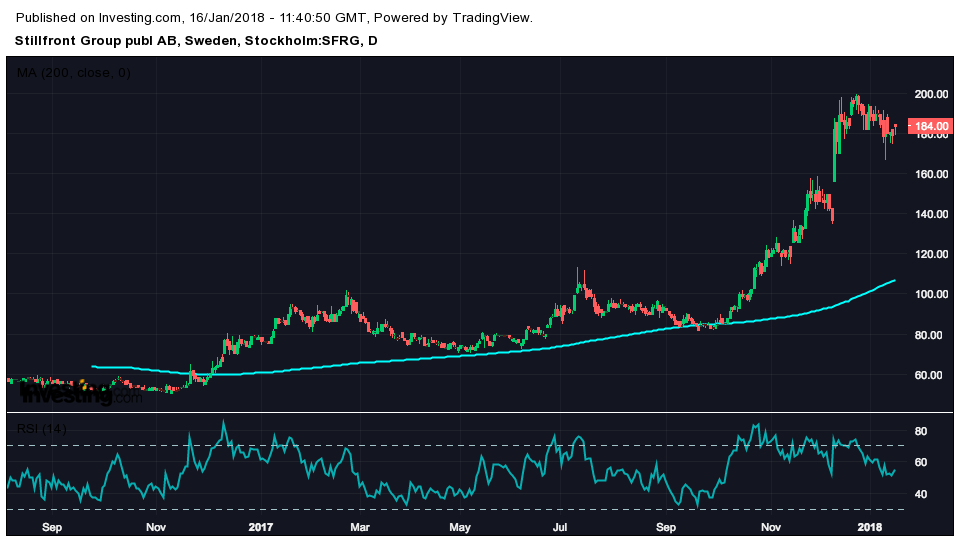 Published on Investing.com, 16/Jan/2018 - 11:40:50 GMT, Powered by TradingView.
Stillfront Group publ AB, Sweden, Stockholm:SFRG, D
MA (200, close, 0)
200.00
184.00
180.00
160.00
140.00
120.00
100.00
80.00
60.00
Investing.com
RSI (14)
80
60
40
Sep Nov 2017 Mar May Jul Sep Nov 2018